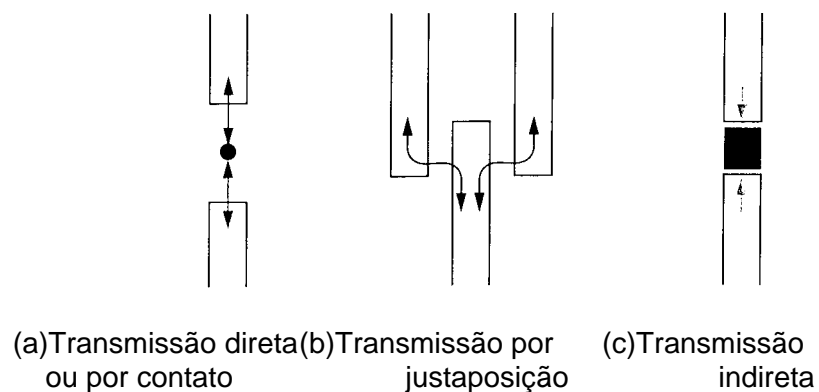 (a)Transmissão direta(b)Transmissão por (c)Transmissão
ou por contato justaposição indireta